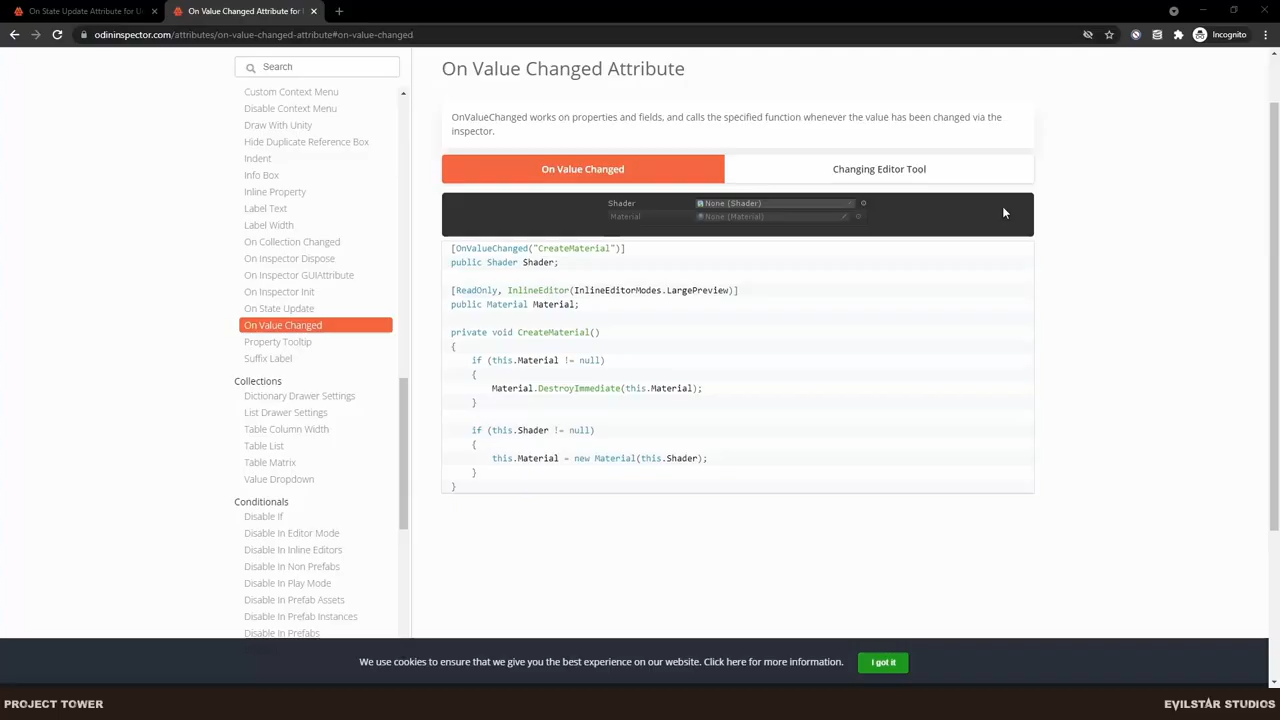 On State Update Attribute for U
On Value Changed Attribute for
odininspector.com/attributes/on-value-changed-attribute#on-value-changed
Incognito
Search
Custom Context Menu
Disable Context Menu
Draw With Unity
Hide Duplicate Reference Box
Indent
Info Box
Inline Property
Label Text
Label Width
On Collection Changed
On Inspector Dispose
On Inspector GUIAttribute
On Inspector Init
On State Update
On Value Changed
Property Tooltip
Suffix Label
Collections
Dictionary Drawer Settings
List Drawer Settings
Table Column Width
Table List
Table Matrix
Value Dropdown
Conditionals
Disable If
Disable In Editor Mode
Disable In Inline Editors
Disable In Non Prefabs
Disable In Play Mode
Disable In Prefab Assets
Disable In Prefab Instances
Disable In Prefabs
On Value Changed Attribute
OnValueChanged works on properties and fields, and calls the specified function whenever the value has been changed via the
inspector.
On Value Changed
Changing Editor Tool
Shader None (Shader)
Material None (Material)
[OnValueChanged("CreateMaterial")]
public Shader Shader;
[ReadOnly, InlineEditor(InlineEditorModes.LargePreview)]
public Material Material;
private void CreateMaterial()
{
if (this.Material != null)
{
Material.DestroyImmediate(this.Material);
}
if (this.Shader != null)
{
this.Material = new Material(this.Shader);
}
}
We use cookies to ensure that we give you the best experience on our website. Click here for more information.
I got it
PROJECT TOWER
EVILSTAR STUDIOS